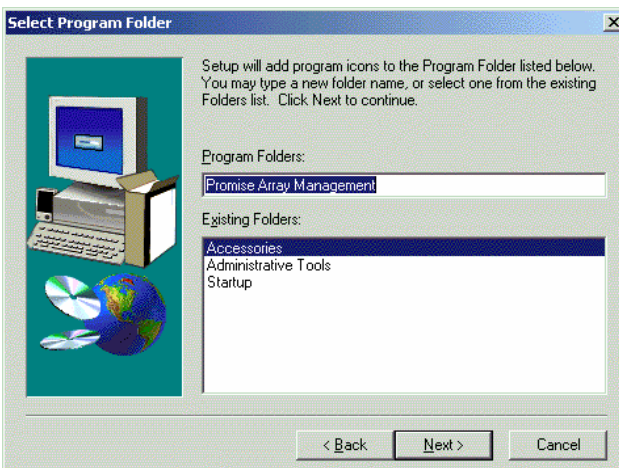 Select Program Folder
Setup will add program icons to the Program Folder listed below.
You may type a new folder name, or select one from the existing
Folders list. Click Next to continue.
Program Folders:
Promise Array Management
Existing Folders:
Accessories
Administrative Tools
Startup
< Back
Next >
Cancel